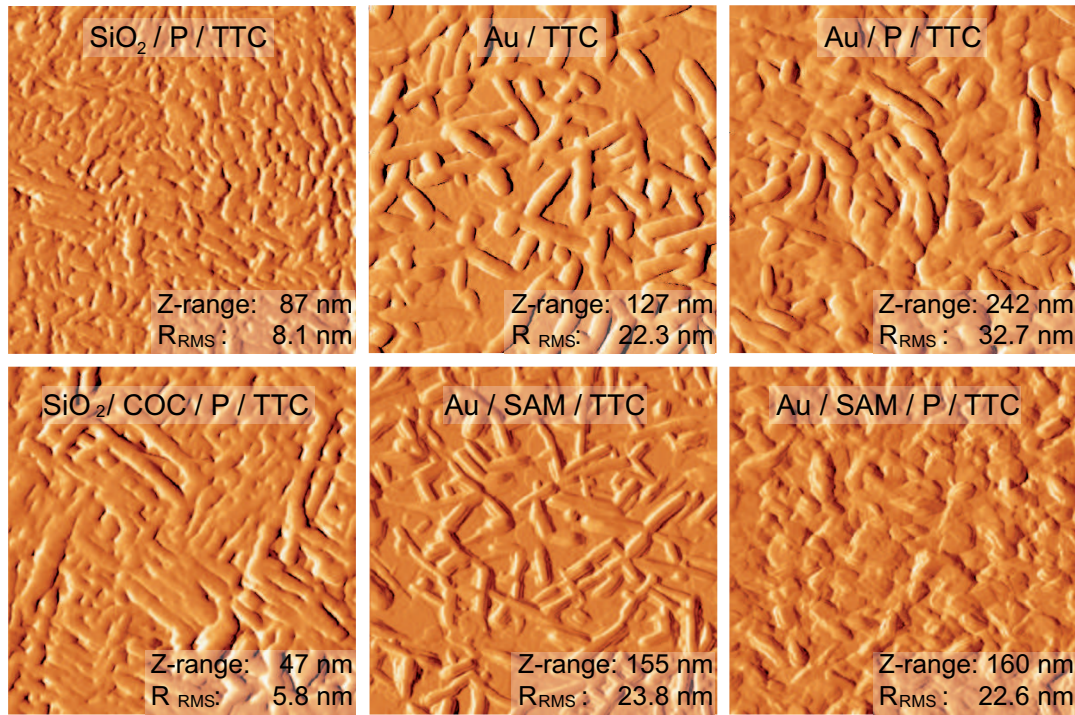 SiO2 / P / TTC
Z-range: 87 nm
RRMS : 8.1 nm
Au / TTC
Z-range: 127 nm
R RMS : 22.3 nm
Au / P / TTC
Z-range: 242 nm
RRMS : 32.7 nm
SiO2/ COC / P / TTC
Z-range: 47 nm
R RMS : 5.8 nm
Au / SAM / TTC
Z-range: 155 nm
RRMS : 23.8 nm
Au / SAM / P / TTC
Z-range: 160 nm
RRMS : 22.6 nm